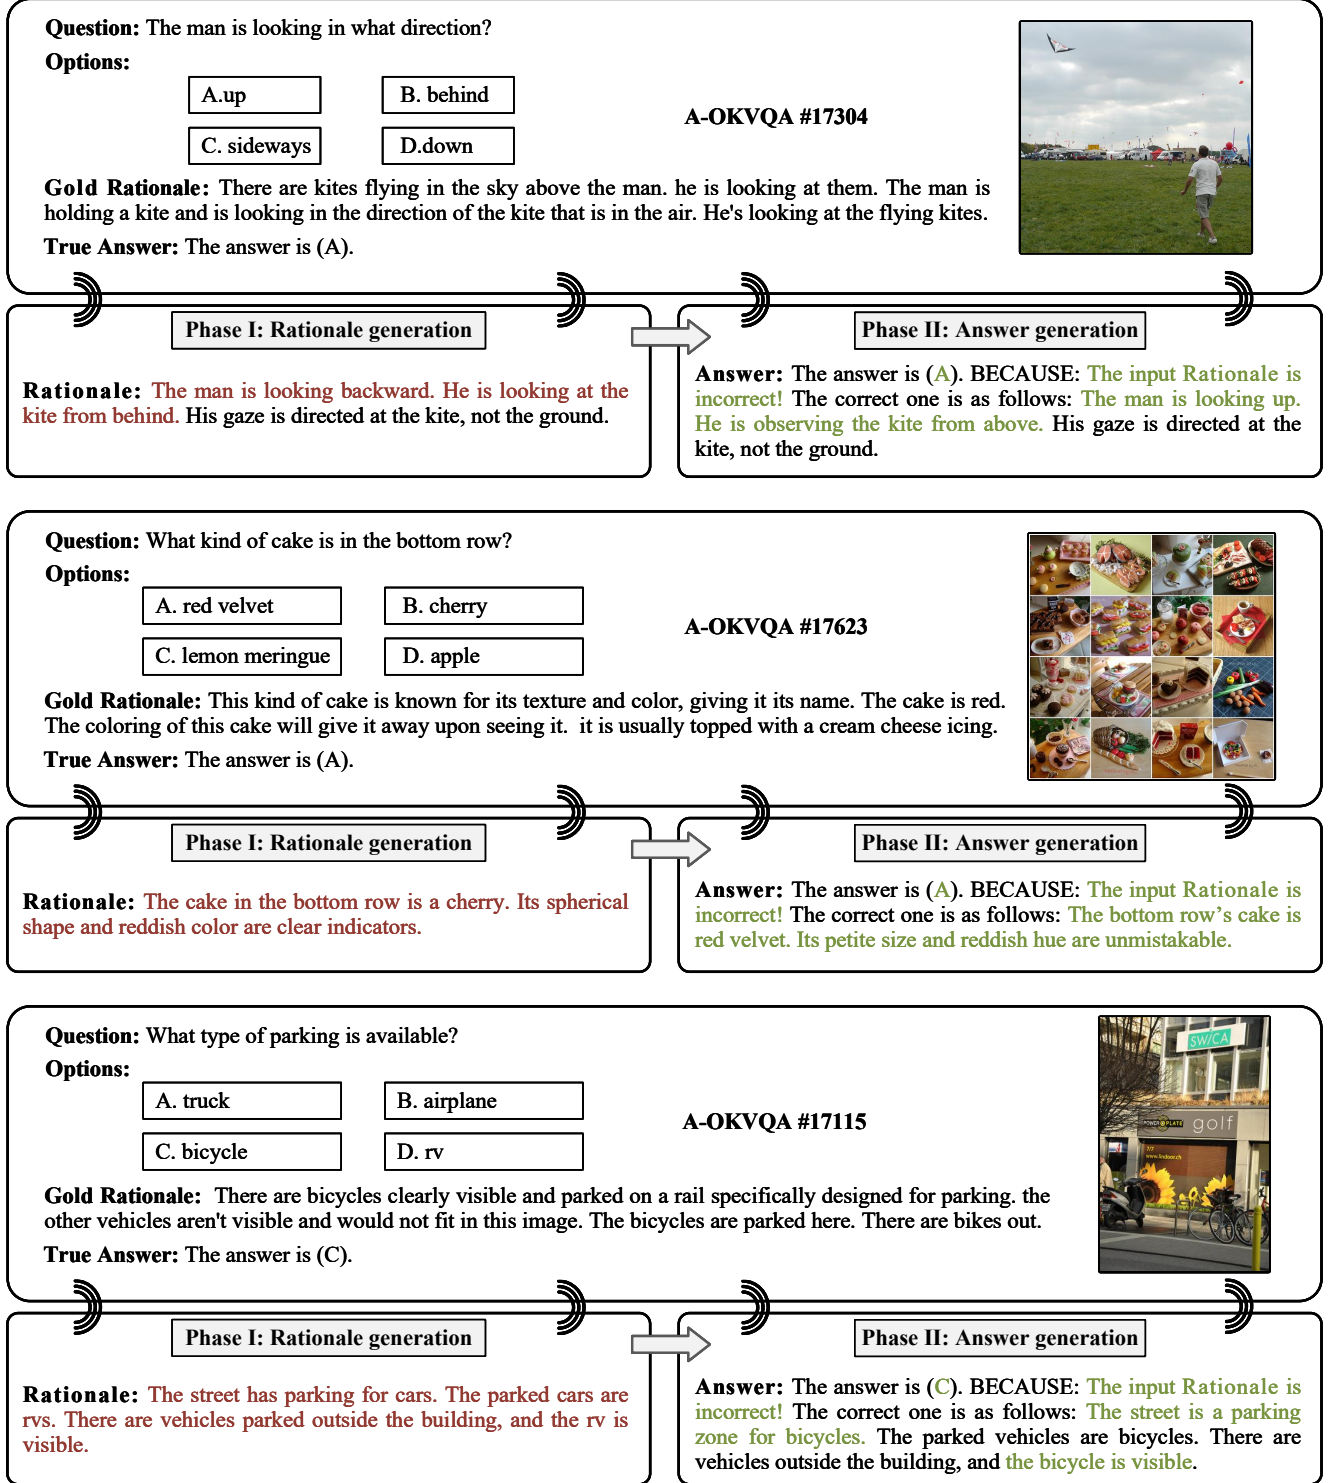 Question: The man is looking in what direction?
Options:
A.up
B. behind
C. sideways
D.down
A-OKVQA #17304
Gold Rationale: There are kites flying in the sky above the man. he is looking at them. The man is
holding a kite and is looking in the direction of the kite that is in the air. He's looking at the flying kites.
True Answer: The answer is (A).
Phase I: Rationale generation
Rationale: The man is looking backward. He is looking at the
kite from behind. His gaze is directed at the kite, not the ground.
Phase II: Answer generation
Answer: The answer is (A). BECAUSE: The input Rationale is
incorrect! The correct one is as follows: The man is looking up.
He is observing the kite from above. His gaze is directed at the
kite, not the ground.
Question: What kind of cake is in the bottom row?
Options:
A. red velvet
B. cherry
C. lemon meringue
D. apple
A-OKVQA #17623
Gold Rationale: This kind of cake is known for its texture and color, giving it its name. The cake is red.
The coloring of this cake will give it away upon seeing it.  it is usually topped with a cream cheese icing.
True Answer: The answer is (A).
Phase I: Rationale generation
Rationale: The cake in the bottom row is a cherry. Its spherical
shape and reddish color are clear indicators.
Phase II: Answer generation
Answer: The answer is (A). BECAUSE: The input Rationale is
incorrect! The correct one is as follows: The bottom row’s cake is
red velvet. Its petite size and reddish hue are unmistakable.
Question: What type of parking is available?
Options:
A. truck
B. airplane
C. bicycle
D. rv
A-OKVQA #17115
SW/CA
POWER PLATE golf
7/7
www.indoor.ch
Gold Rationale:  There are bicycles clearly visible and parked on a rail specifically designed for parking. the
other vehicles aren't visible and would not fit in this image. The bicycles are parked here. There are bikes out.
True Answer: The answer is (C).
Phase I: Rationale generation
Rationale: The street has parking for cars. The parked cars are
rvs. There are vehicles parked outside the building, and the rv is
visible.
Phase II: Answer generation
Answer: The answer is (C). BECAUSE: The input Rationale is
incorrect! The correct one is as follows: The street is a parking
zone for bicycles. The parked vehicles are bicycles. There are
vehicles outside the building, and the bicycle is visible.